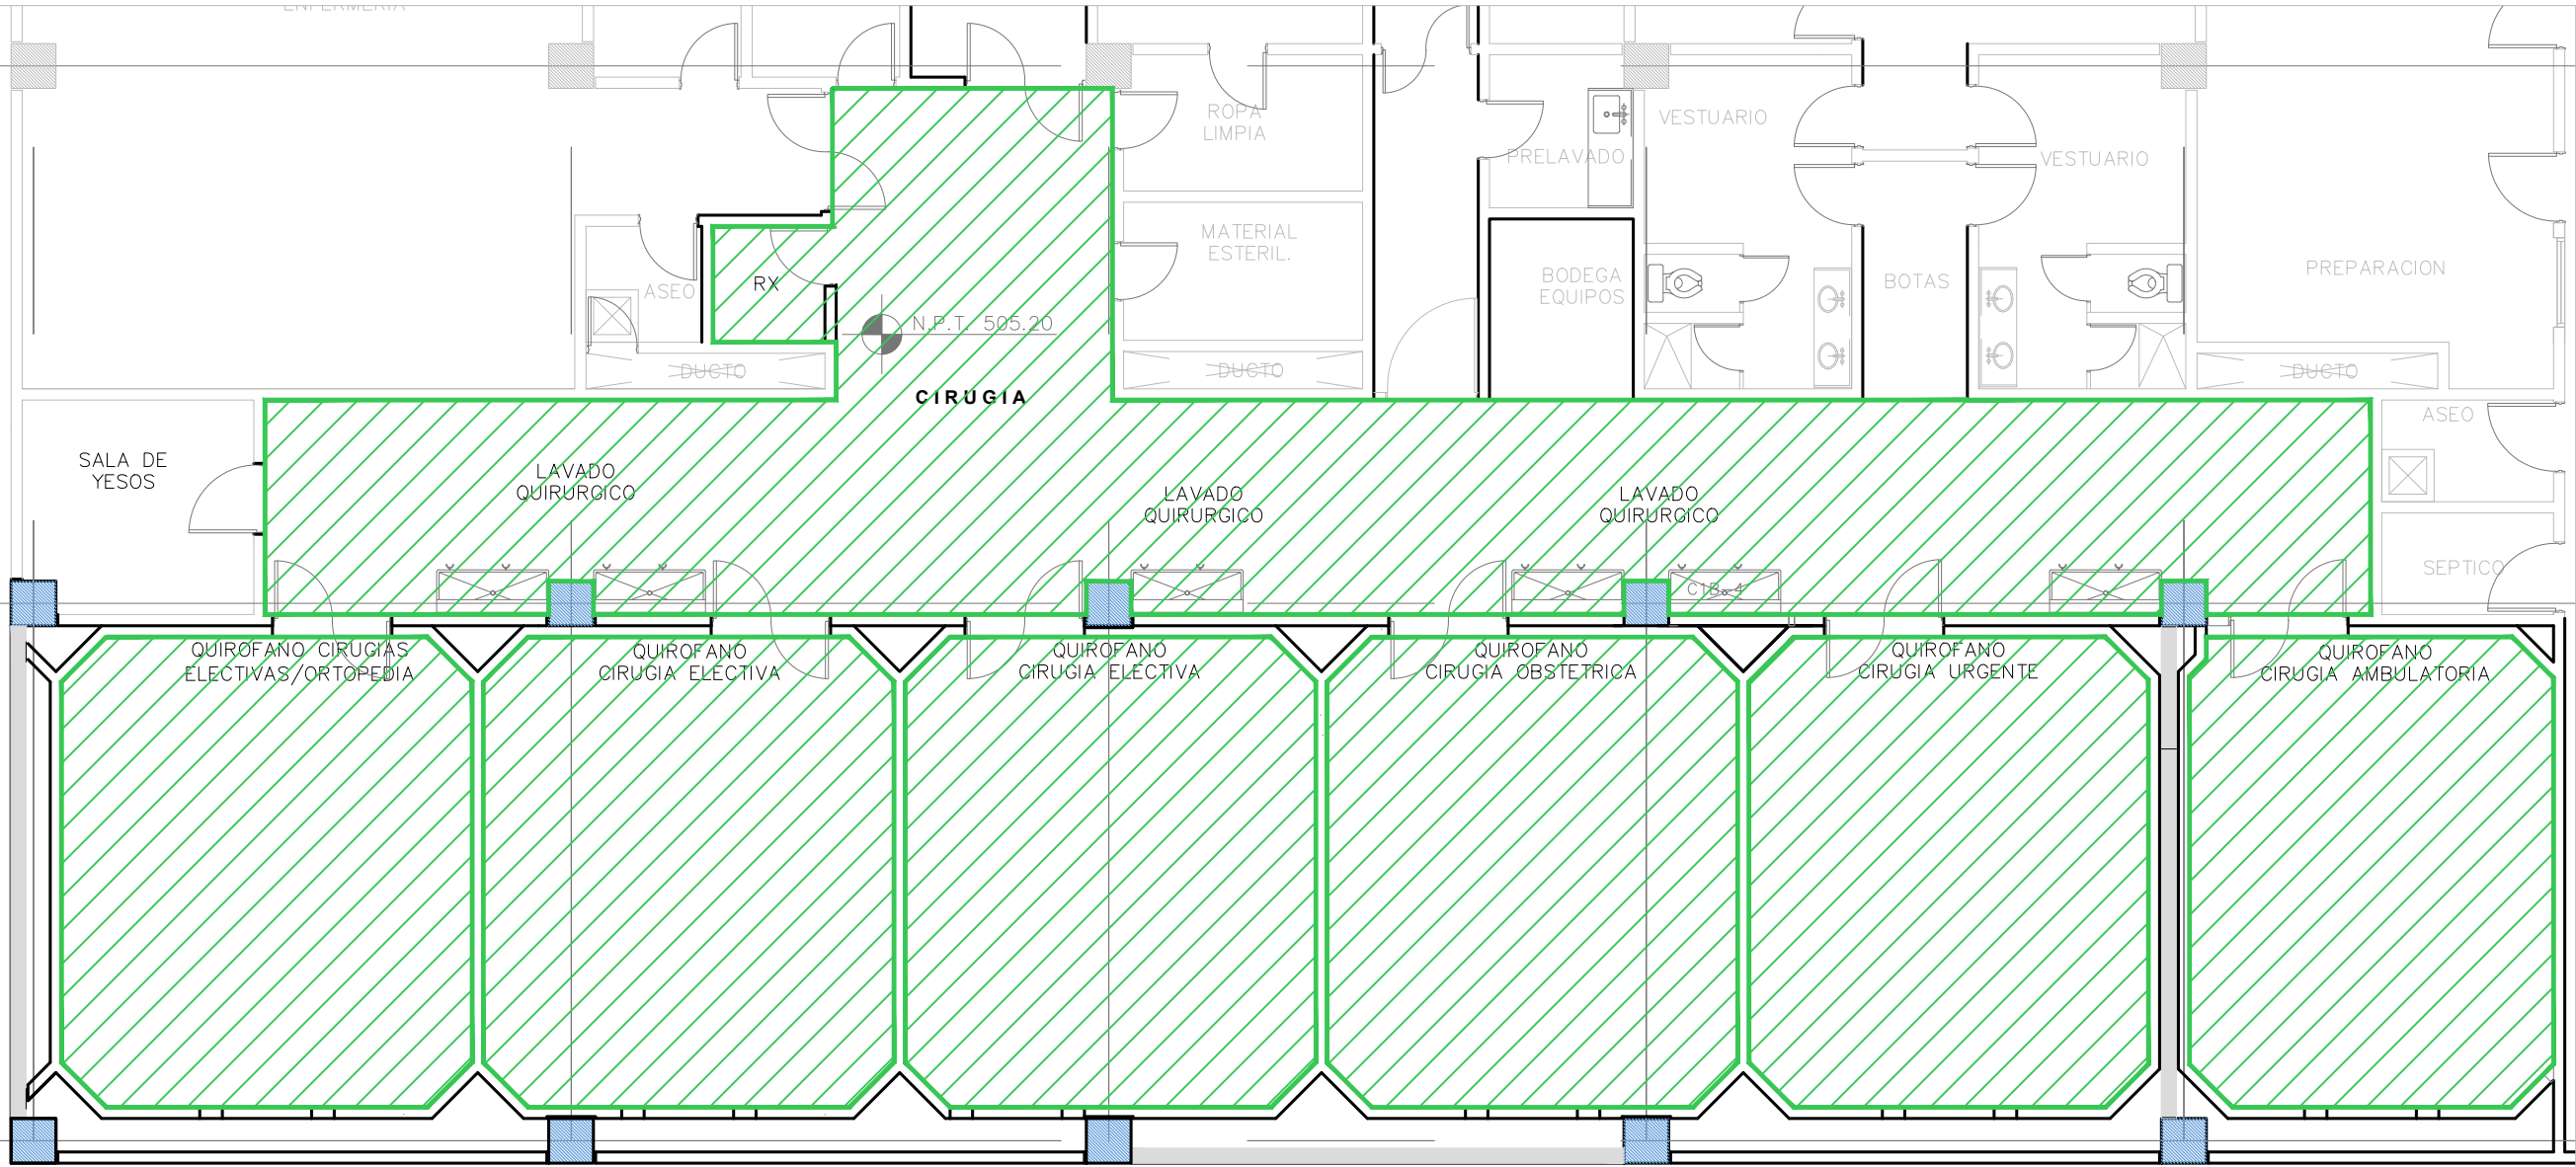 ROPA
LIMPIA
VESTUARIO
PRELAVADO
VESTUARIO
MATERIAL
ESTERIL.
RX
ASEO
BODEGA
EQUIPOS
BOTAS
PREPARACION
N.P.T. 505.20
DUCTO
DUCTO
DUCTO
CIRUGIA
ASEO
SALA DE
YESOS
LAVADO
QUIRURGICO
LAVADO
QUIRURGICO
LAVADO
QUIRURGICO
SEPTICO
C1B-4
QUIROFANO CIRUGIAS
ELECTIVAS/ORTOPEDIA
QUIROFANO
CIRUGIA ELECTIVA
QUIROFANO
CIRUGIA ELECTIVA
QUIROFANO
CIRUGIA OBSTETRICA
QUIROFANO
CIRUGIA URGENTE
QUIROFANO
CIRUGIA AMBULATORIA